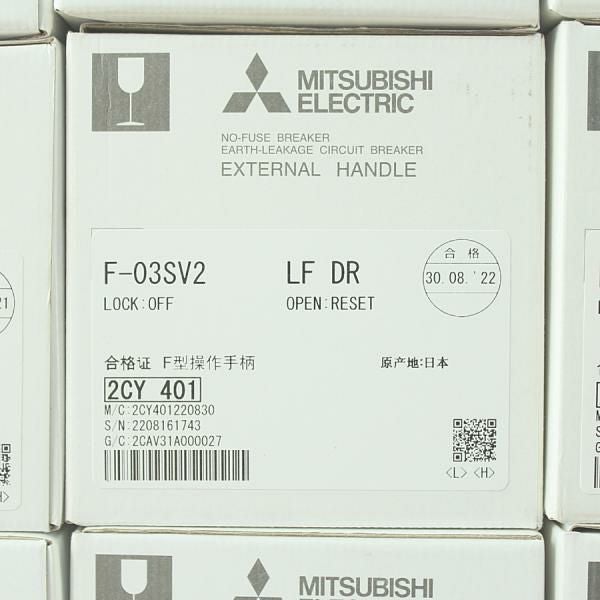 MITSUBISHI
ELECTRIC
NO-FUSE BREAKER
EARTH-LEAKAGE CIRCUIT BREAKER
EXTERNAL HANDLE
F-03SV2 LF DR
LOCK:OFF OPEN:RESET
合格
30.08.'22
合格证 F型操作手柄
原产地:日本
2CY 401
M/C:2CY401220830
S/N:2208161743
G/C:2CAV31A000027
<L> <H>
21
H>
MITSUBISHI
ELECTRIC